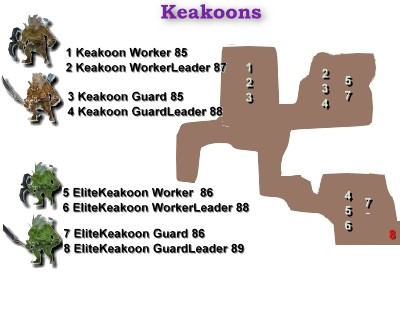 Keakoons
1 Keakoon Worker 85
2 Keakoon WorkerLeader 87
3 Keakoon Guard 85
4 Keakoon GuardLeader 88
5 EliteKeakoon Worker 86
6 EliteKeakoon WorkerLeader 88
7 EliteKeakoon Guard 86
8 EliteKeakoon GuardLeader 89
1
2
3
2
3
4
5
7
4
5
6
7
8